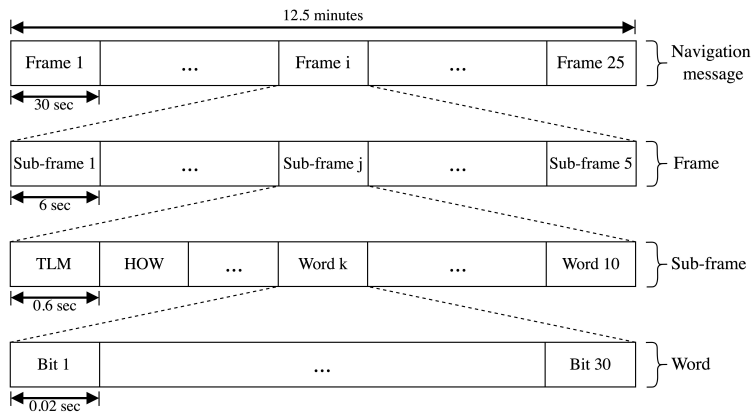 12.5 minutes
Frame 1 ... Frame i ... Frame 25
Navigation
message
30 sec
Sub-frame 1 ... Sub-frame j ... Sub-frame 5
Frame
6 sec
TLM HOW ... Word k ... Word 10
Sub-frame
0.6 sec
Bit 1 ... Bit 30
Word
0.02 sec